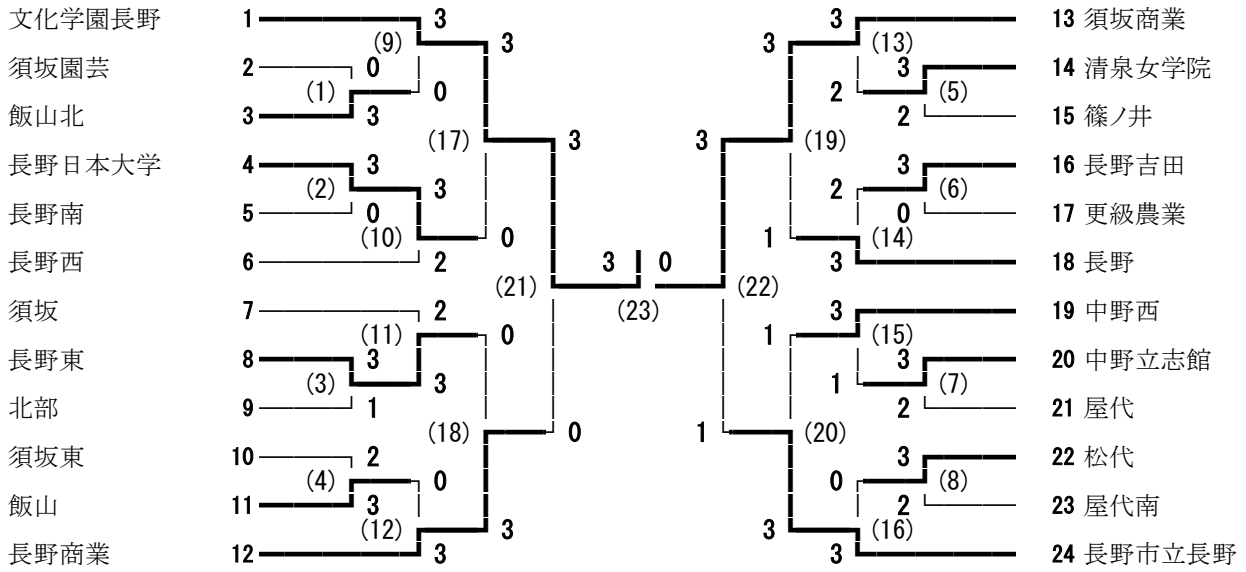 文化学園長野 1 3 3 13 須坂商業
(9) 3 3 (13)
須坂園芸 2 0 3 14 清泉女学院
(1) 0 2 (5)
飯山北 3 3 2 15 篠ノ井
(17) 3 3 (19)
長野日本大学 4 3 3 16 長野吉田
(2) 3 2 (6)
長野南 5 0 0 17 更級農業
(10) 0 1 (14)
長野西 6 2 3 0 3 18 長野
(21) (23) (22)
須坂 7 2 3 19 中野西
(11) 0 1 (15)
長野東 8 3 3 20 中野立志館
(3) 3 1 (7)
北部 9 1 2 21 屋代
(18) 0 1 (20)
須坂東 10 2 3 22 松代
(4) 0 0 (8)
飯山 11 3 2 23 屋代南
(12) 3 3 (16)
長野商業 12 3 3 24 長野市立長野